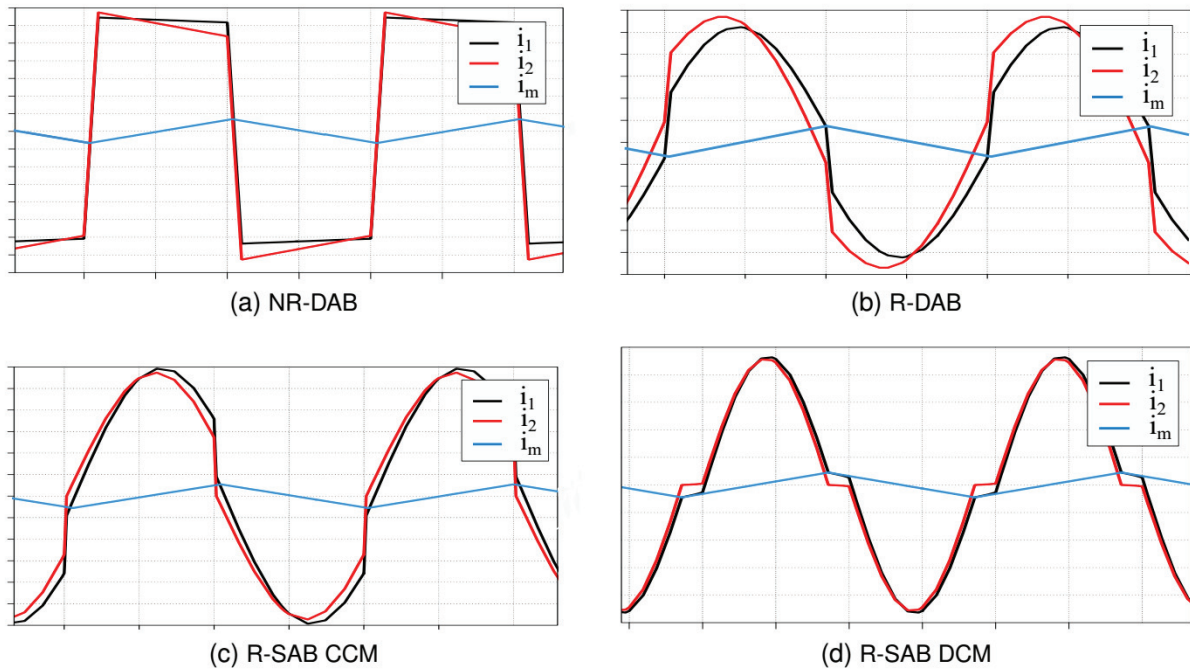 i1
i2
im
(a) NR-DAB
i1
i2
im
(b) R-DAB
i1
i2
im
(c) R-SAB CCM
i1
i2
im
(d) R-SAB DCM